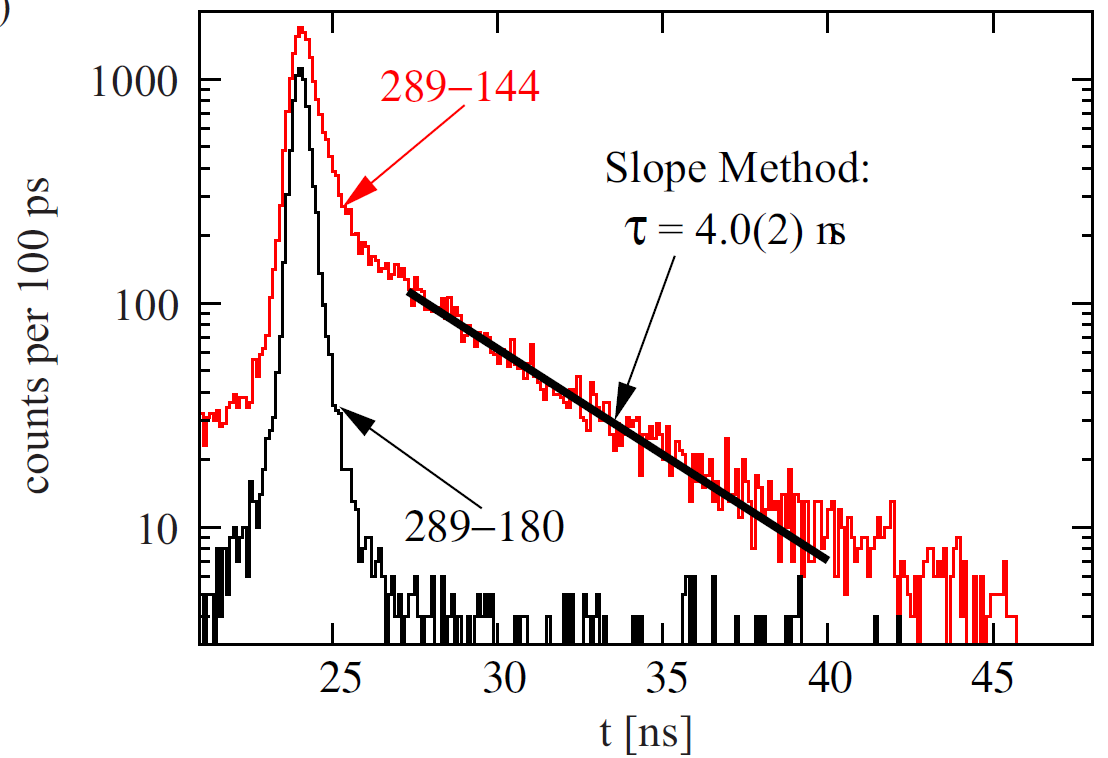 )
1000
100
10
counts per 100 ps
289−144
Slope Method:
τ = 4.0(2) ns
289−180
25 30 35 40 45
t [ns]